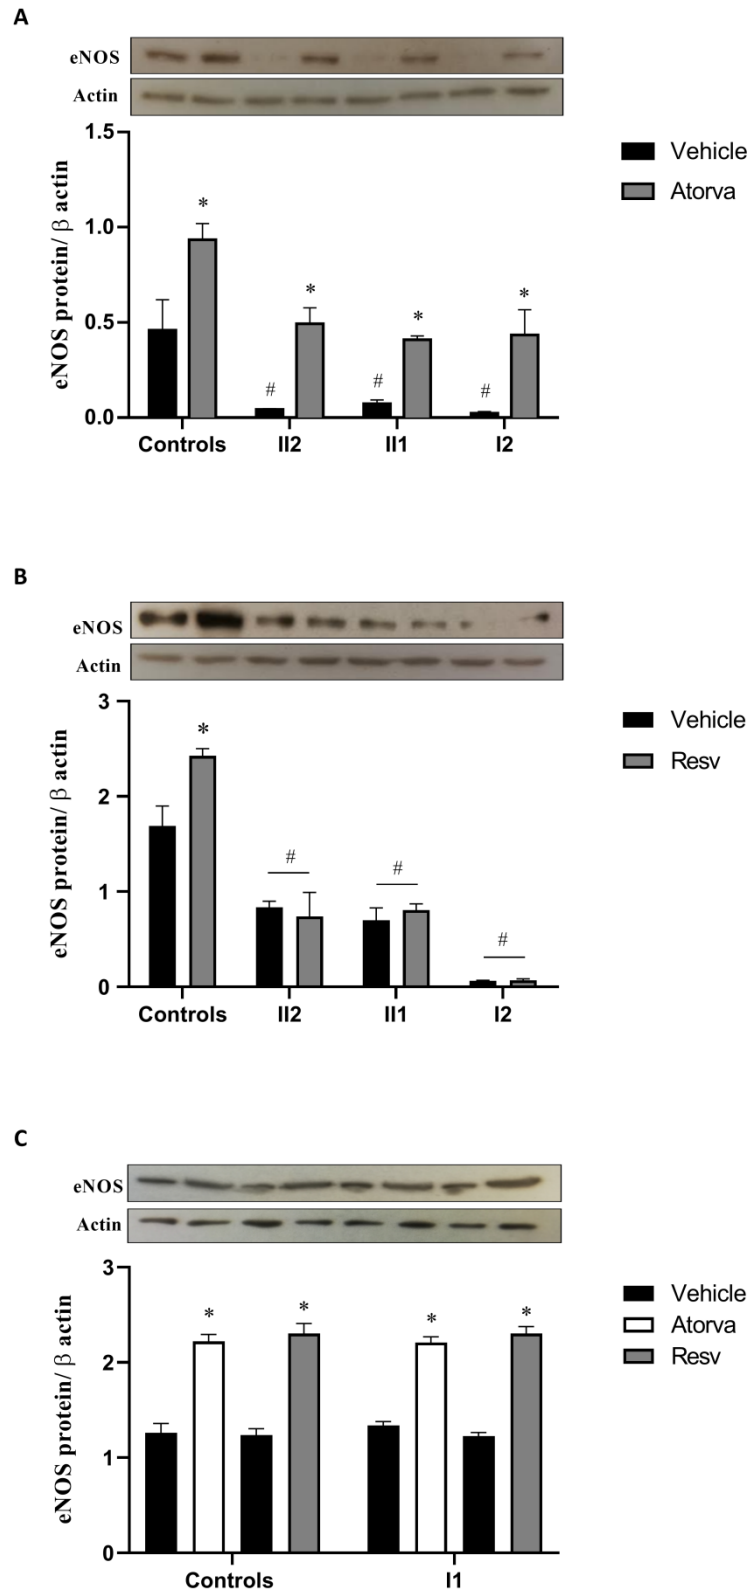 A
eNOS
Actin
1.5
1.0
0.5
0.0
eNOS protein/ β actin
*
#
*
#
*
#
*
Controls
II2
II1
I2
Vehicle
Atorva
B
eNOS
Actin
3
2
1
0
eNOS protein/ β actin
*
#
#
#
Controls
II2
II1
I2
Vehicle
Resv
C
eNOS
Actin
3
2
1
0
eNOS protein/ β actin
*
*
*
*
Controls
I1
Vehicle
Atorva
Resv